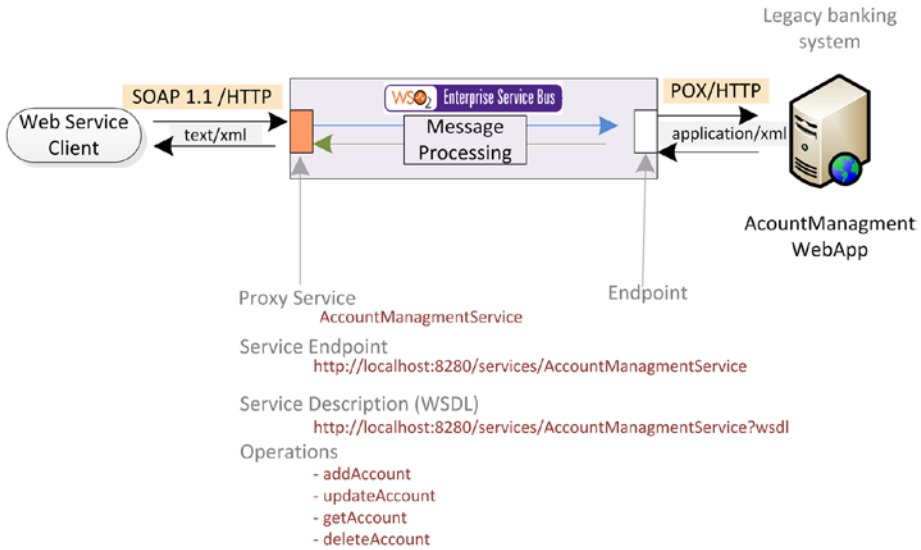 Legacy banking
system
SOAP 1.1 /HTTP
WSO2 Enterprise Service Bus
POX/HTTP
Web Service
Client
text/xml
Message
Processing
application/xml
AcountManagment
WebApp
Proxy Service
AccountManagmentService
Endpoint
Service Endpoint
http://localhost:8280/services/AccountManagmentService
Service Description (WSDL)
http://localhost:8280/services/AccountManagmentService?wsdl
Operations
- addAccount
- updateAccount
- getAccount
- deleteAccount